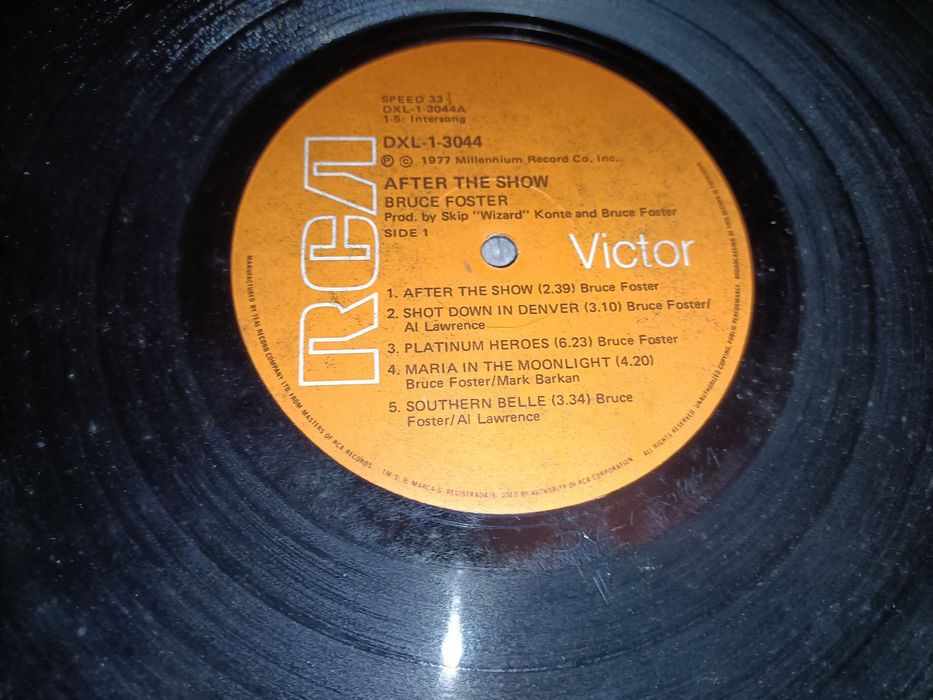 SPEED 33⅓
DXL-1-3044A
1-5: Intersong
DXL-1-3044
Ⓟ © 1977 Millennium Record Co, Inc.
AFTER THE SHOW
BRUCE FOSTER
Prod. by Skip "Wizard" Konte and Bruce Foster
SIDE 1
RCA
Victor
1. AFTER THE SHOW (2.39) Bruce Foster
2. SHOT DOWN IN DENVER (3.10) Bruce Foster/
Al Lawrence
3. PLATINUM HEROES (6.23) Bruce Foster
4. MARIA IN THE MOONLIGHT (4.20)
Bruce Foster/Mark Barkan
5. SOUTHERN BELLE (3.34) Bruce
Foster/Al Lawrence
MANUFACTURED BY TEAL RECORD COMPANY LTD. FROM MASTERS OF RCA RECORDS.
T.M.'S. ® MARCA'S. REGISTRADA'S. USED BY AUTHORITY OF RCA CORPORATION
ALL RIGHTS RESERVED. UNAUTHORIZED COPYING, PUBLIC PERFORMANCE, BROADCASTING OF THIS RECORD IS